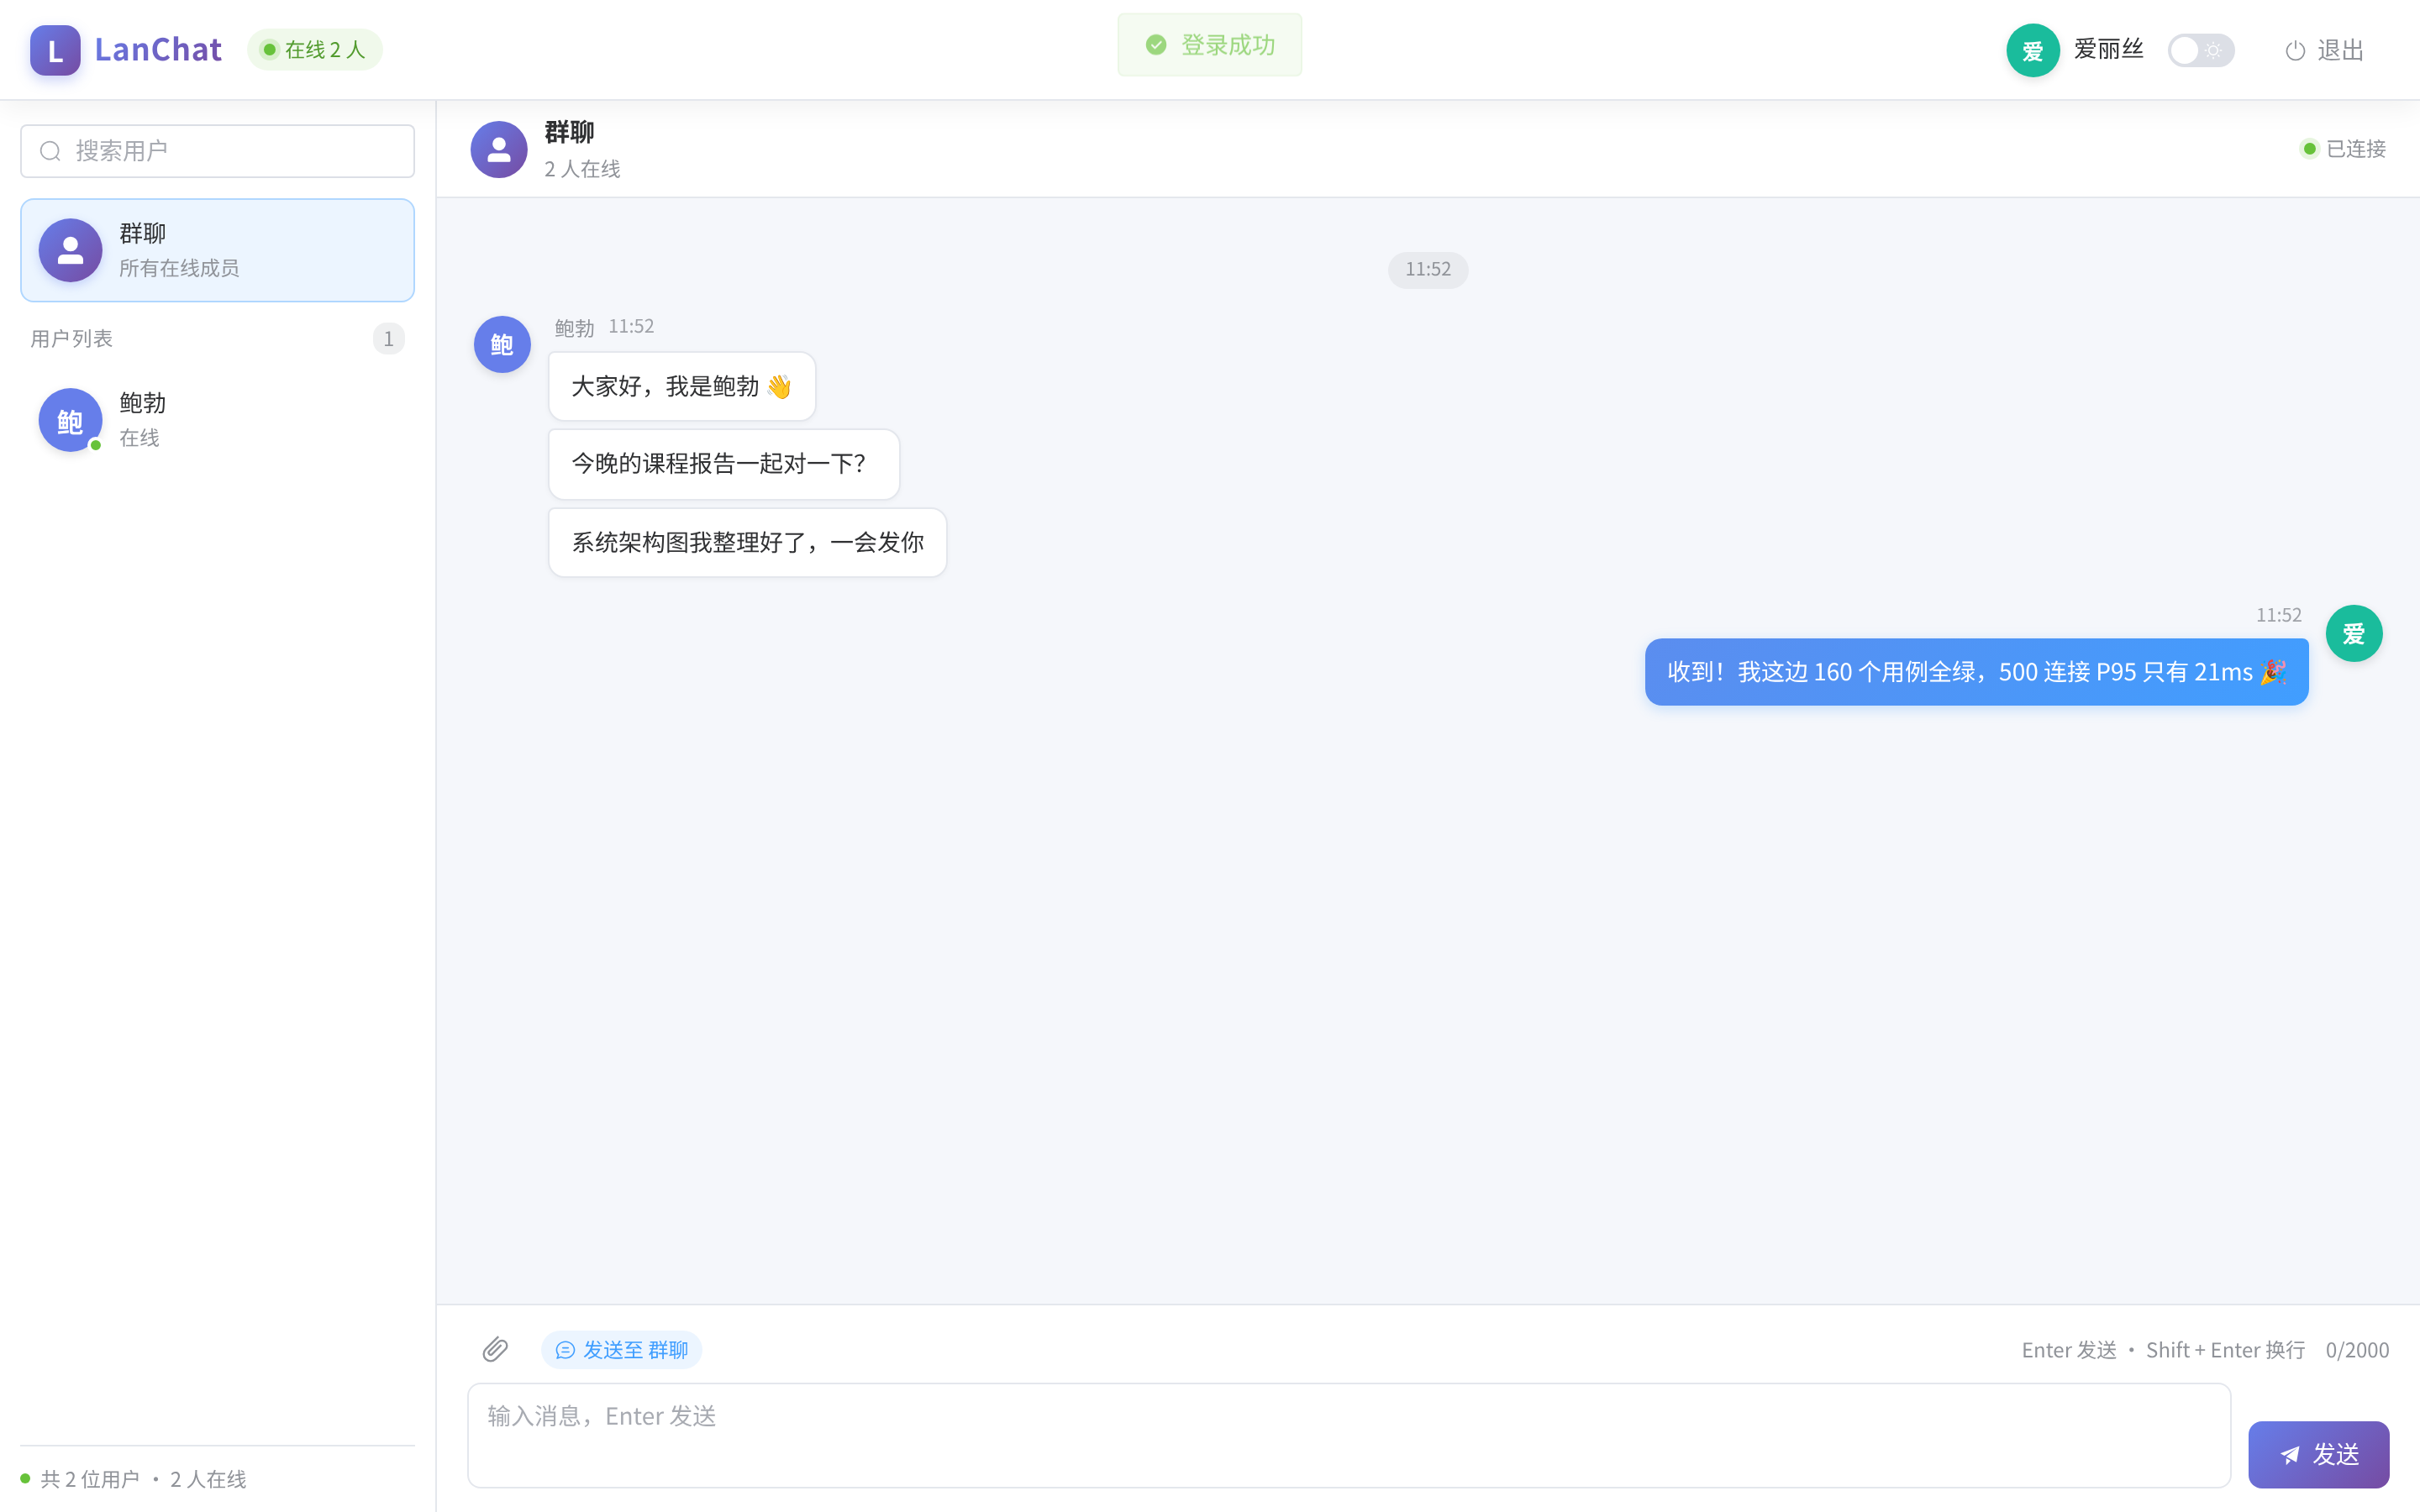 L LanChat 在线 2 人
登录成功
爱 爱丽丝 退出
搜索用户
群聊
所有在线成员
用户列表 1
鲍 鲍勃
在线
共 2 位用户 · 2 人在线
群聊
2 人在线
已连接
11:52
鲍 鲍勃 11:52
大家好，我是鲍勃 👋
今晚的课程报告一起对一下？
系统架构图我整理好了，一会发你
11:52 爱
收到！我这边 160 个用例全绿，500 连接 P95 只有 21ms 🎉
发送至 群聊
Enter 发送 · Shift + Enter 换行 0/2000
输入消息，Enter 发送
发送